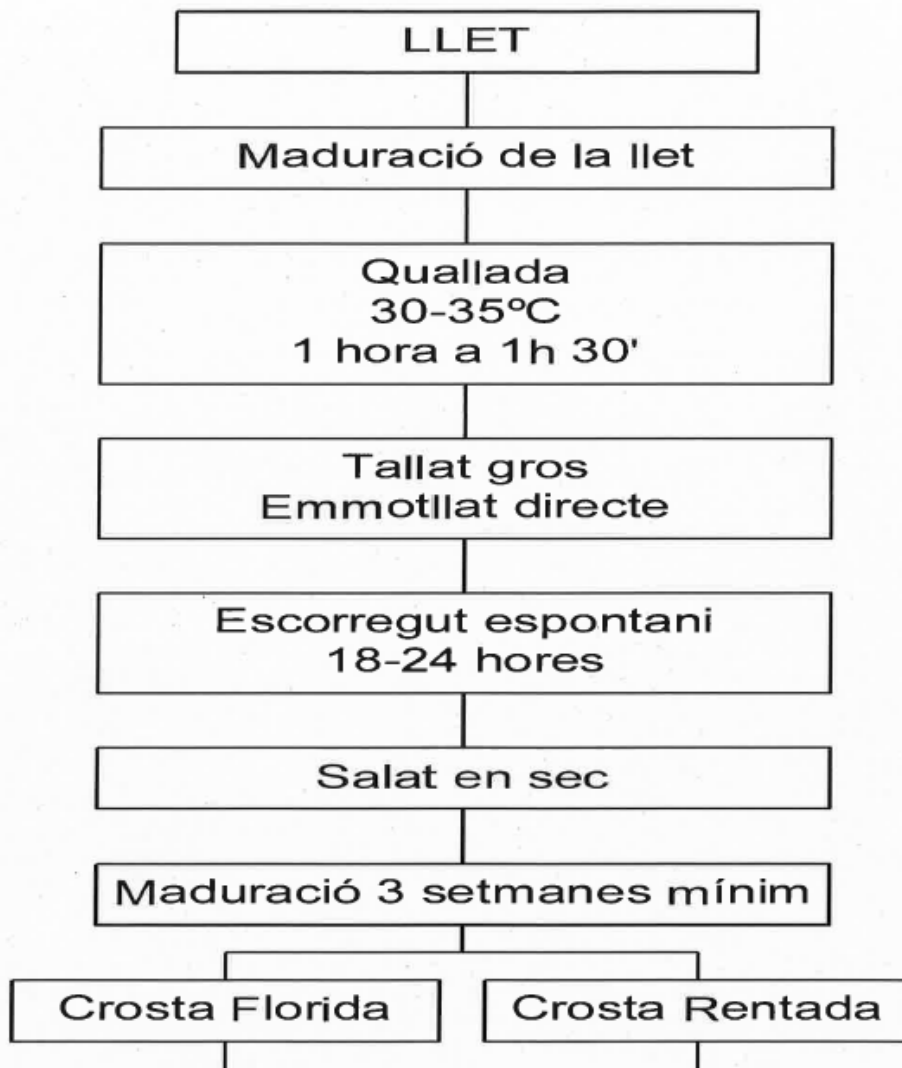 LLET
Maduració de la llet
Quallada
30-35ºC
1 hora a 1h 30'
Tallat gros
Emmotllat directe
Escorregut espontani
18-24 hores
Salat en sec
Maduració 3 setmanes mínim
Crosta Florida
Crosta Rentada